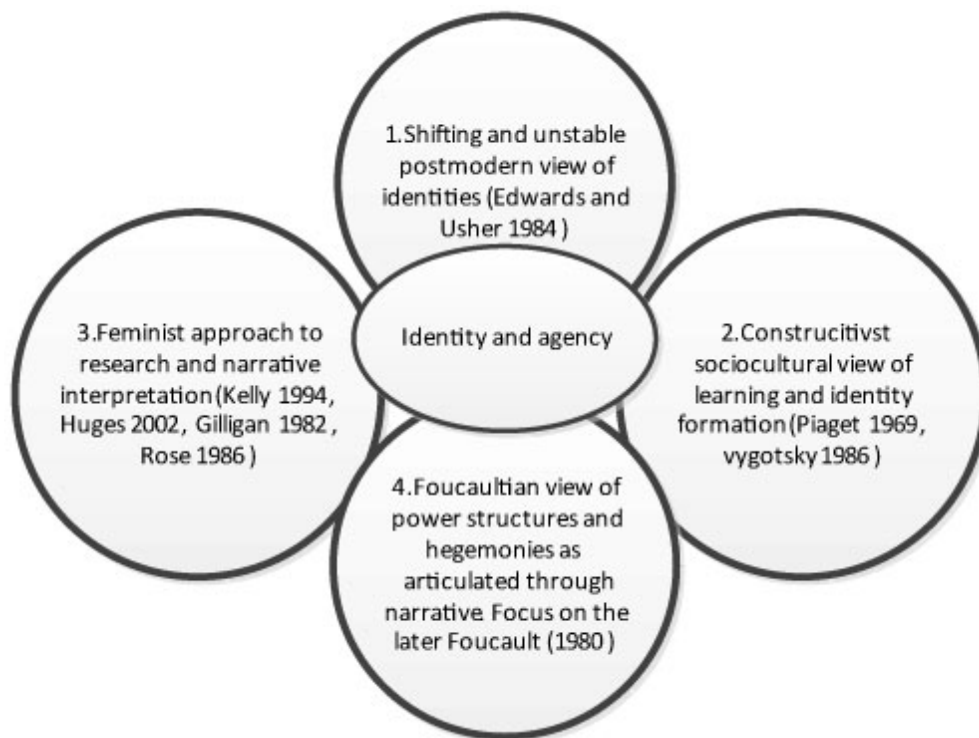 1.Shifting and unstable
postmodern view of
identities (Edwards and
Usher 1984 )
Identity and agency
2.Construcitivst
sociocultural view of
learning and identity
formation (Piaget 1969,
vygotsky 1986 )
3.Feminist approach to
research and narrative
interpretation (Kelly 1994,
Huges 2002, Gilligan 1982 ,
Rose 1986 )
4.Foucaultian view of
power structures and
hegemonies as
articulated through
narrative. Focus on the
later Foucault (1980 )